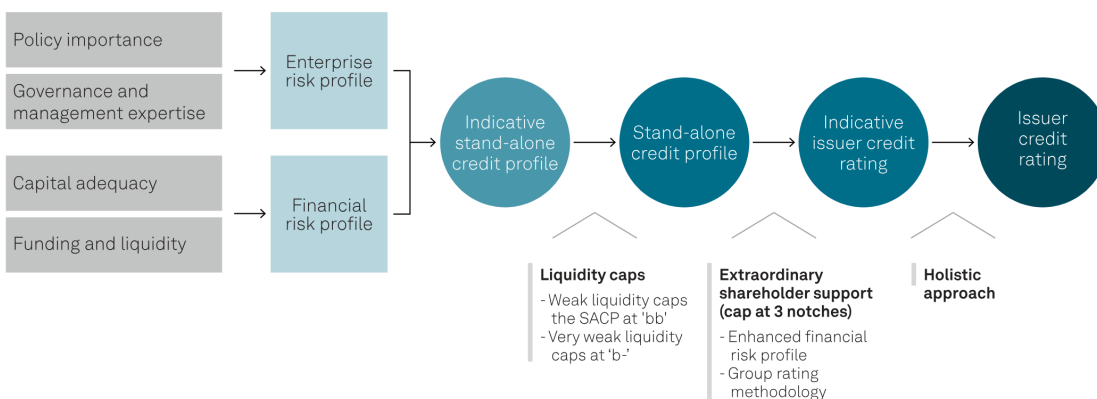 Policy importance
Governance and
management expertise
Enterprise
risk profile
Capital adequacy
Funding and liquidity
Financial
risk profile
Indicative
stand-alone
credit profile
Stand-alone
credit profile
Indicative
issuer credit
rating
Issuer
credit
rating
Liquidity caps
- Weak liquidity caps
the SACP at 'bb'
- Very weak liquidity
caps at ‘b-’
Extraordinary
shareholder support
(cap at 3 notches)
- Enhanced financial
risk profile
- Group rating
methodology
Holistic
approach